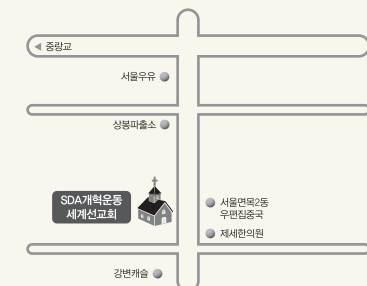 ◀ 중랑교
서울우유
상봉파출소
SDA개혁운동
세계선교회
서울면목2동
우편집중국
제세한의원
강변캐슬